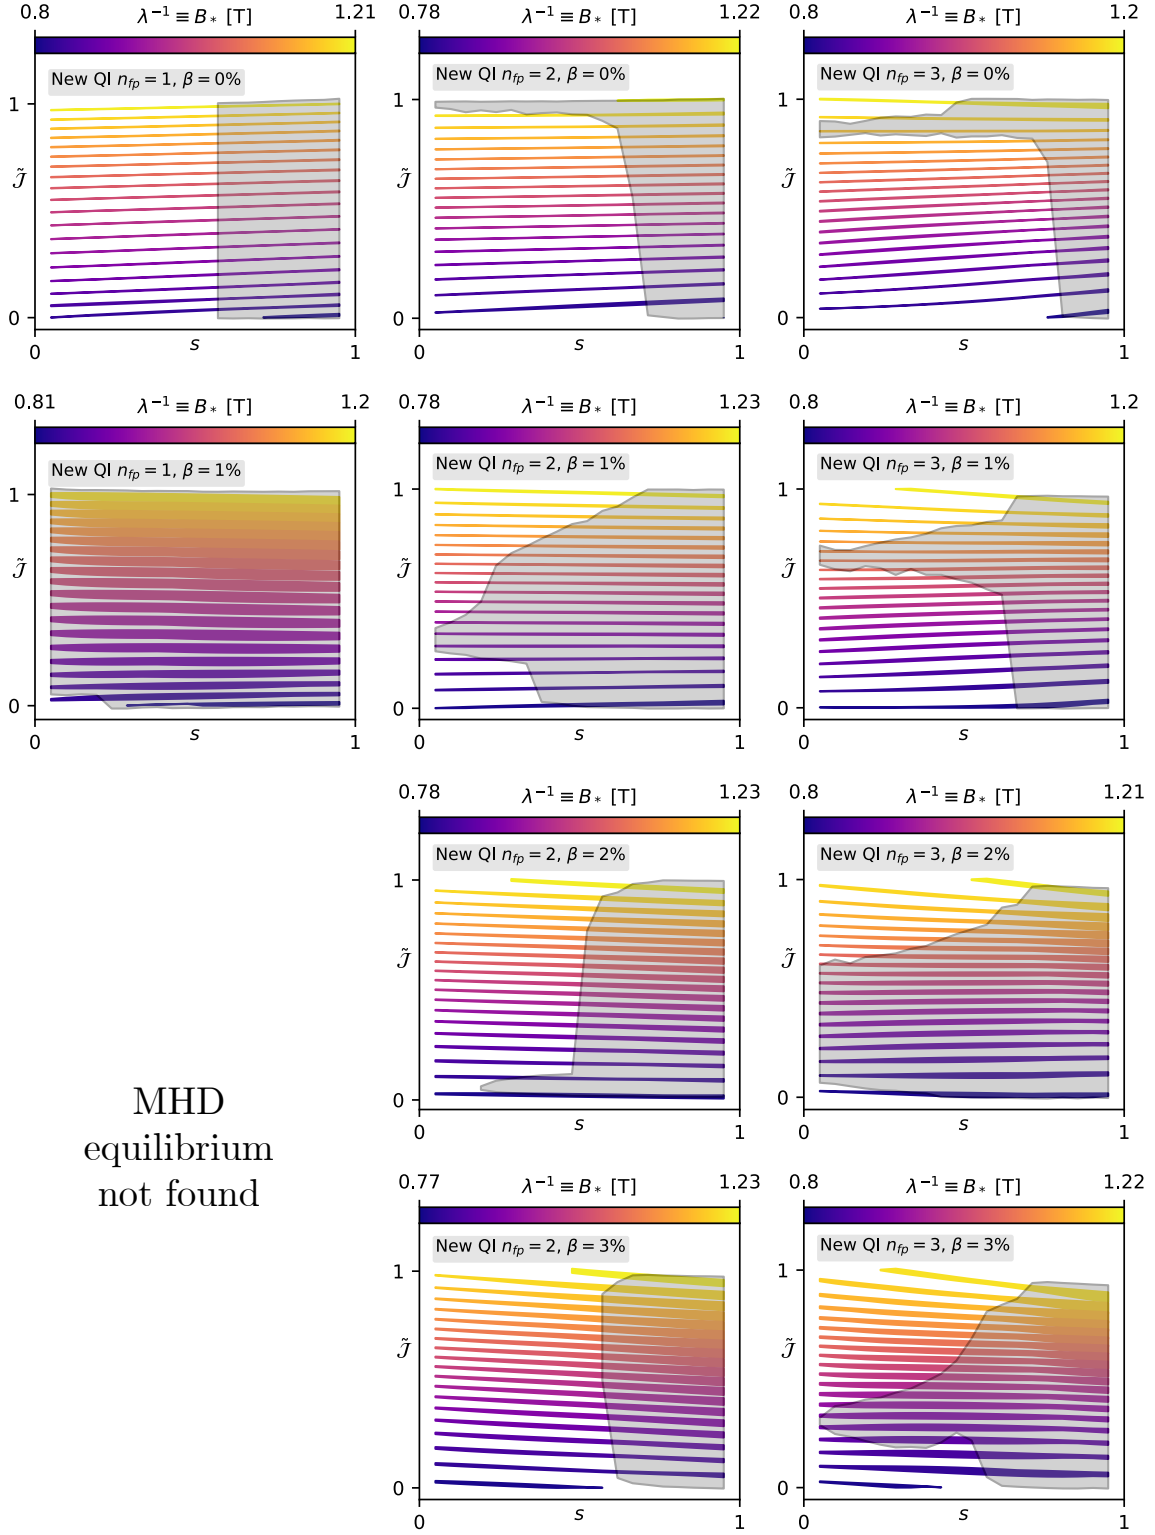 0.8 λ⁻¹ ≡ B* [T] 1.21
New QI n_fp = 1, β = 0%
1
𝒥̃
0
0 s 1
0.78 λ⁻¹ ≡ B* [T] 1.22
New QI n_fp = 2, β = 0%
1
𝒥̃
0
0 s 1
0.8 λ⁻¹ ≡ B* [T] 1.2
New QI n_fp = 3, β = 0%
1
𝒥̃
0
0 s 1
0.81 λ⁻¹ ≡ B* [T] 1.2
New QI n_fp = 1, β = 1%
1
𝒥̃
0
0 s 1
0.78 λ⁻¹ ≡ B* [T] 1.23
New QI n_fp = 2, β = 1%
1
𝒥̃
0
0 s 1
0.8 λ⁻¹ ≡ B* [T] 1.2
New QI n_fp = 3, β = 1%
1
𝒥̃
0
0 s 1
0.78 λ⁻¹ ≡ B* [T] 1.23
New QI n_fp = 2, β = 2%
1
𝒥̃
0
0 s 1
0.8 λ⁻¹ ≡ B* [T] 1.21
New QI n_fp = 3, β = 2%
1
𝒥̃
0
0 s 1
MHD
equilibrium
not found
0.77 λ⁻¹ ≡ B* [T] 1.23
New QI n_fp = 2, β = 3%
1
𝒥̃
0
0 s 1
0.8 λ⁻¹ ≡ B* [T] 1.22
New QI n_fp = 3, β = 3%
1
𝒥̃
0
0 s 1